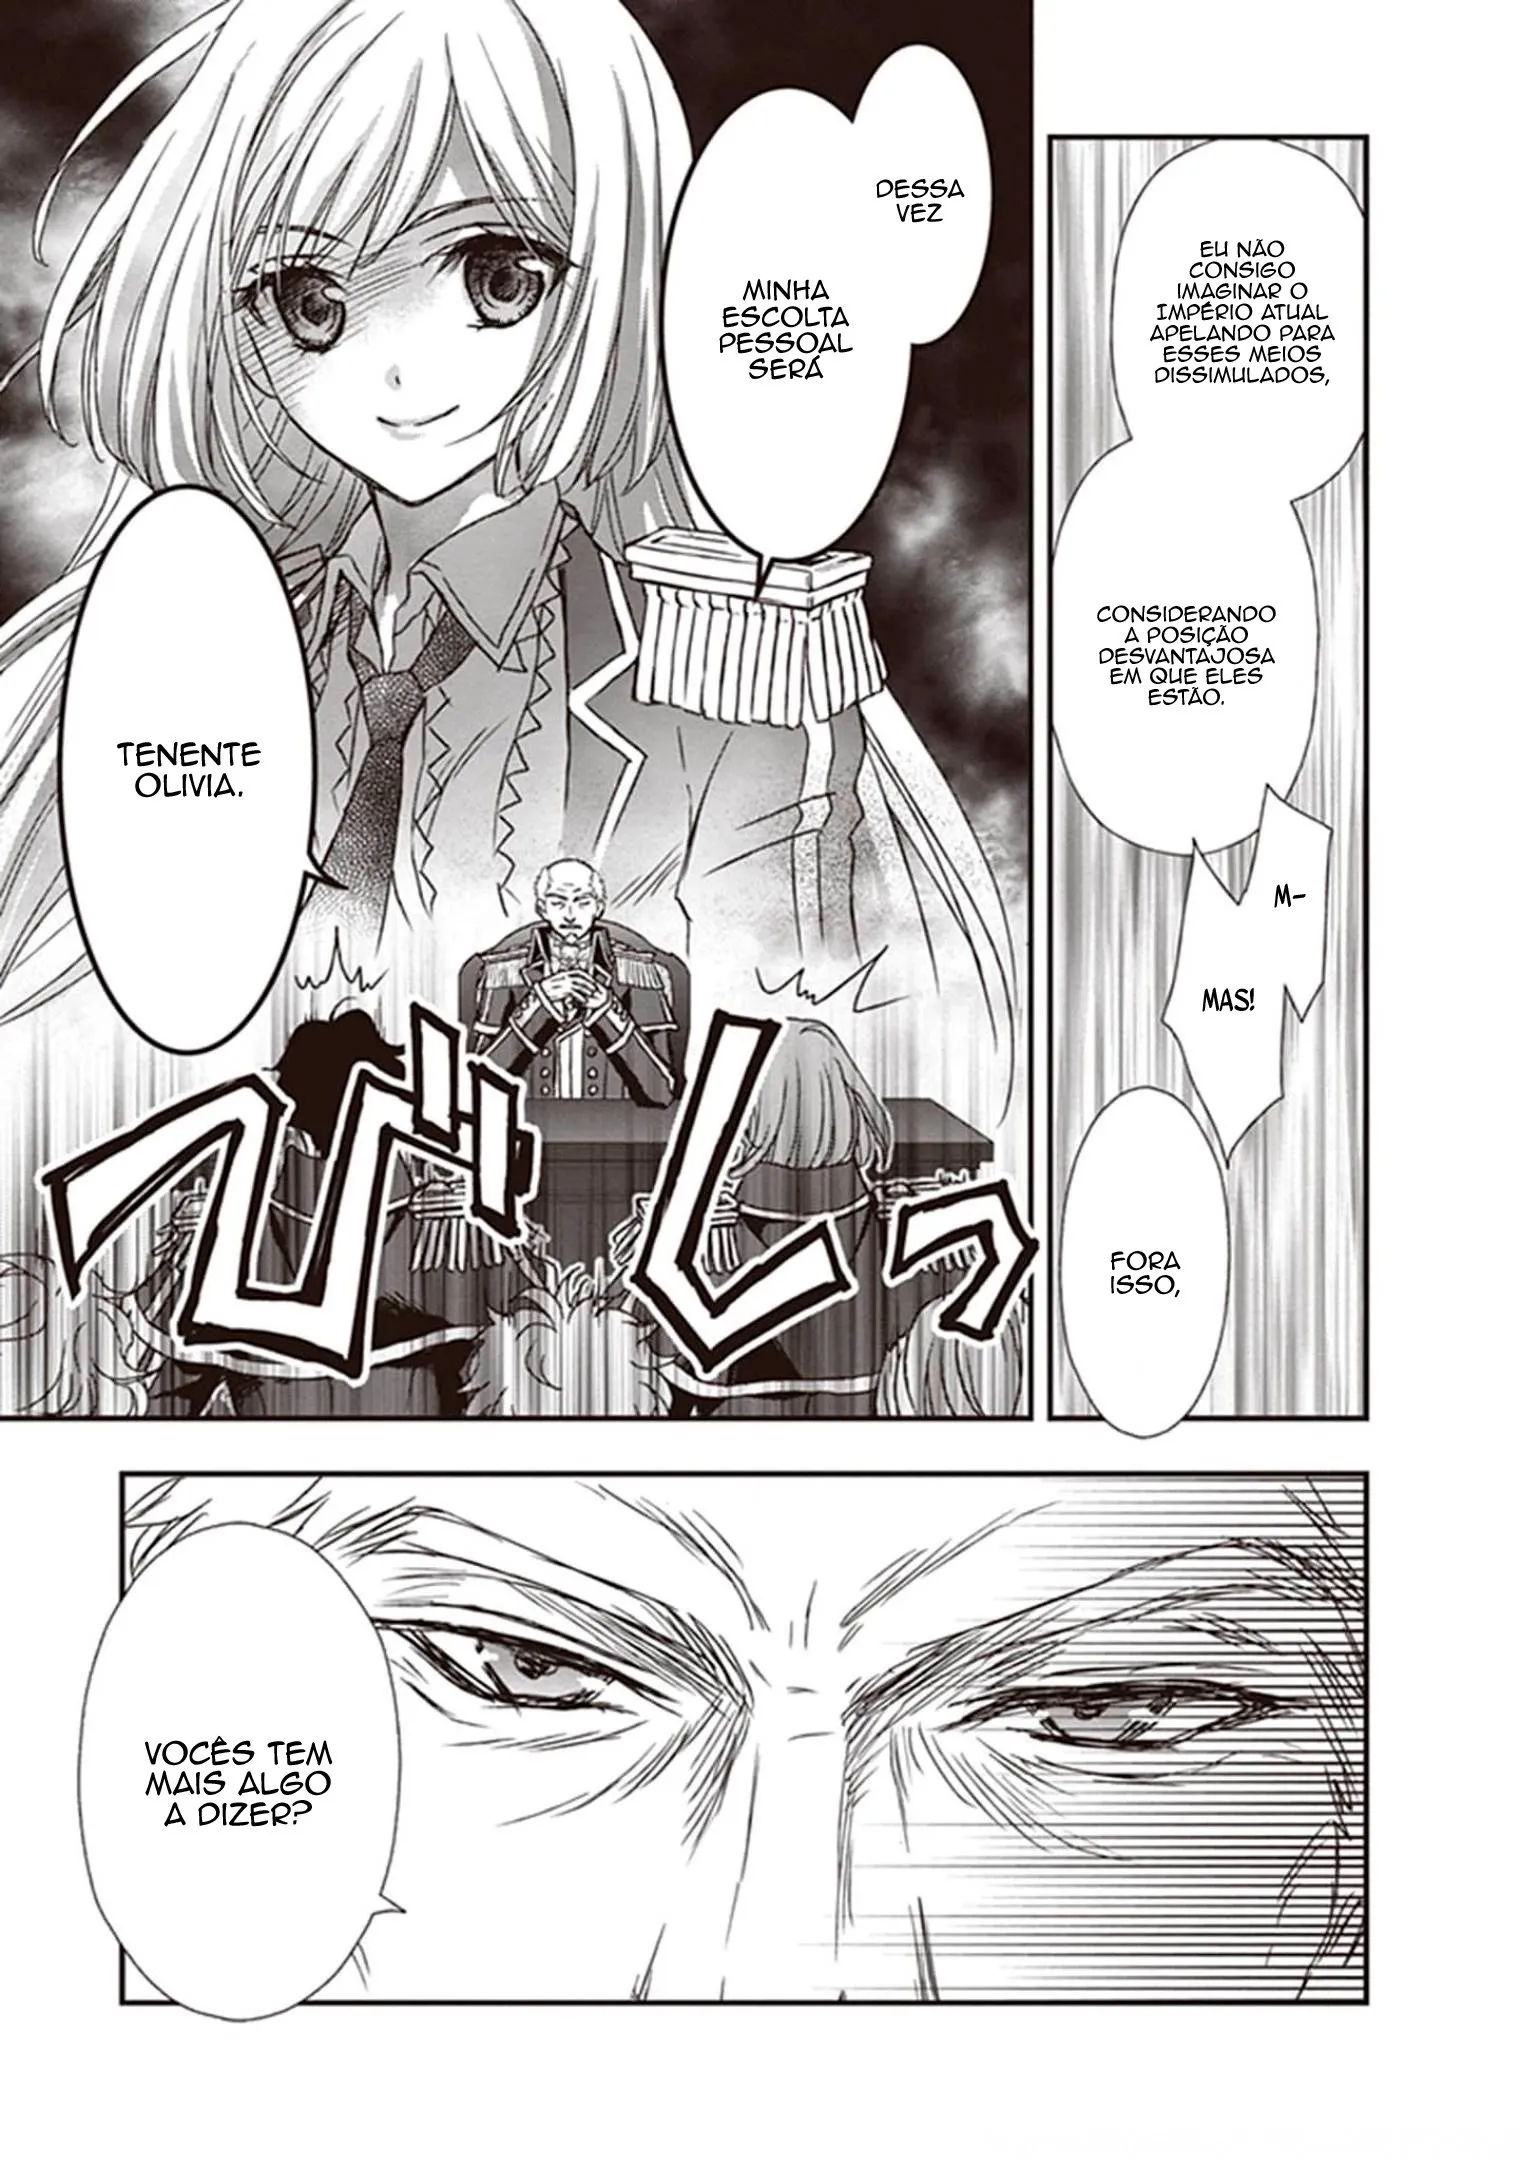 EU NÃO
CONSIGO
IMAGINAR O
IMPÉRIO ATUAL
APELANDO PARA
ESSES MEIOS
DISSIMULADOS,
CONSIDERANDO
A POSIÇÃO
DESVANTAJOSA
EM QUE ELES
ESTÃO.
M-
MAS!
FORA
ISSO,
DESSA
VEZ
MINHA
ESCOLTA
PESSOAL
SERÁ
TENENTE
OLIVIA.
びしっ
VOCÊS TEM
MAIS ALGO
A DIZER?